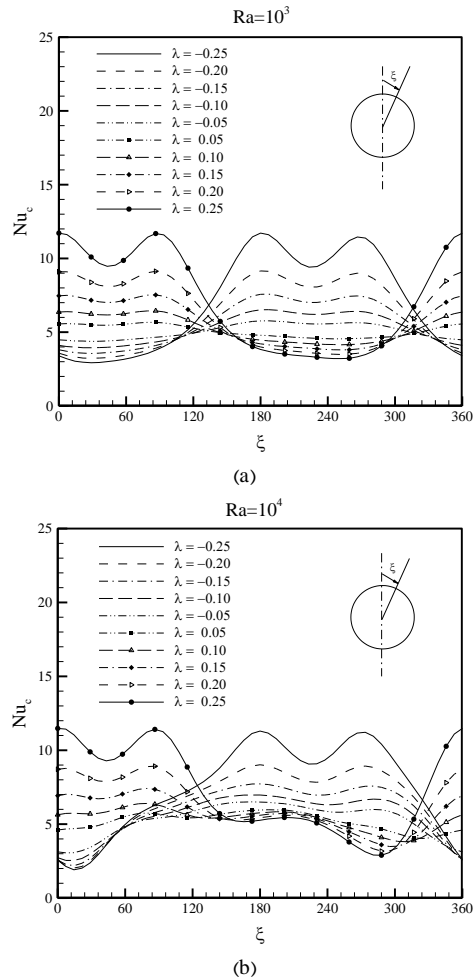 Ra=10³
25
20
15
10
5
0
Nu_c
λ = −0.25
λ = −0.20
λ = −0.15
λ = −0.10
λ = −0.05
λ = 0.05
λ = 0.10
λ = 0.15
λ = 0.20
λ = 0.25
ξ
0 60 120 180 240 300 360
ξ
(a)
Ra=10⁴
25
20
15
10
5
0
Nu_c
λ = −0.25
λ = −0.20
λ = −0.15
λ = −0.10
λ = −0.05
λ = 0.05
λ = 0.10
λ = 0.15
λ = 0.20
λ = 0.25
ξ
0 60 120 180 240 300 360
ξ
(b)